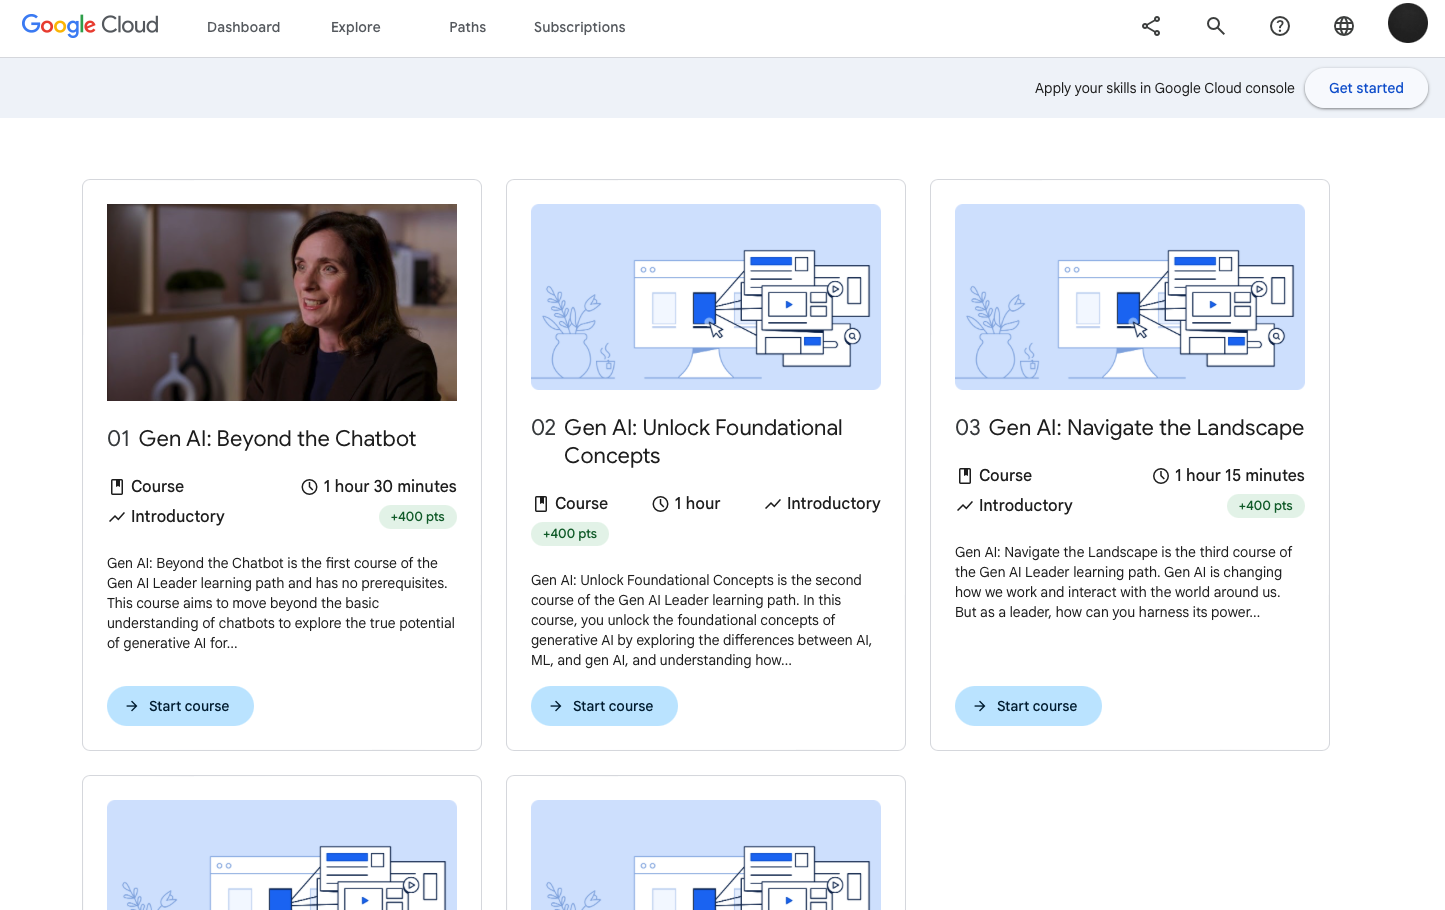 Google Cloud
Dashboard
Explore
Paths
Subscriptions
Apply your skills in Google Cloud console
Get started
01 Gen AI: Beyond the Chatbot
Course
1 hour 30 minutes
Introductory
+400 pts
Gen AI: Beyond the Chatbot is the first course of the
Gen AI Leader learning path and has no prerequisites.
This course aims to move beyond the basic
understanding of chatbots to explore the true potential
of generative AI for...
Start course
02 Gen AI: Unlock Foundational
Concepts
Course
1 hour
Introductory
+400 pts
Gen AI: Unlock Foundational Concepts is the second
course of the Gen AI Leader learning path. In this
course, you unlock the foundational concepts of
generative AI by exploring the differences between AI,
ML, and gen AI, and understanding how...
Start course
03 Gen AI: Navigate the Landscape
Course
1 hour 15 minutes
Introductory
+400 pts
Gen AI: Navigate the Landscape is the third course of
the Gen AI Leader learning path. Gen AI is changing
how we work and interact with the world around us.
But as a leader, how can you harness its power...
Start course